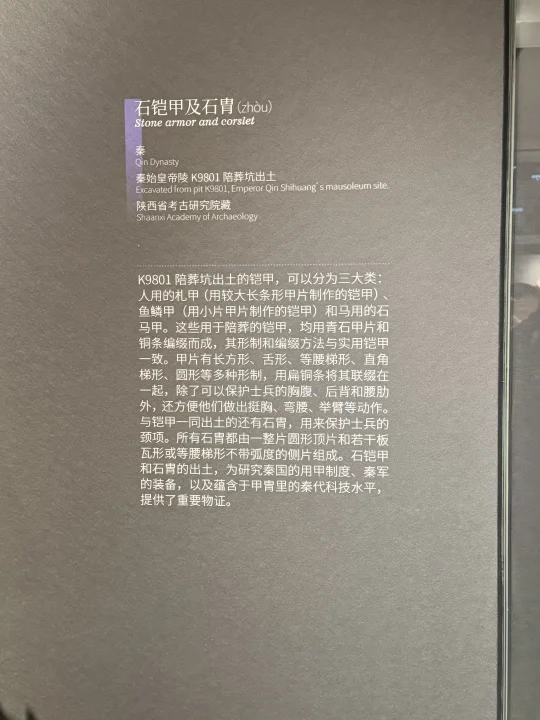 石铠甲及石胄(zhòu)
Stone armor and corslet
秦
Qin Dynasty
秦始皇帝陵 K9801 陪葬坑出土
Excavated from pit K9801, Emperor Qin Shihuang's mausoleum site.
陕西省考古研究院藏
Shaanxi Academy of Archaeology
K9801 陪葬坑出土的铠甲，可以分为三大类：
人用的札甲（用较大长条形甲片制作的铠甲）、
鱼鳞甲（用小片甲片制作的铠甲）和马用的石
马甲。这些用于陪葬的铠甲，均用青石甲片和
铜条编缀而成，其形制和编缀方法与实用铠甲
一致。甲片有长方形、舌形、等腰梯形、直角
梯形、圆形等多种形制，用扁铜条将其联缀在
一起，除了可以保护士兵的胸腹、后背和腰肋
外，还方便他们做出挺胸、弯腰、举臂等动作。
与铠甲一同出土的还有石胄，用来保护士兵的
颈项。所有石胄都由一整片圆形顶片和若干板
瓦形或等腰梯形不带弧度的侧片组成。石铠甲
和石胄的出土，为研究秦国的用甲制度、秦军
的装备，以及蕴含于甲胄里的秦代科技水平，
提供了重要物证。